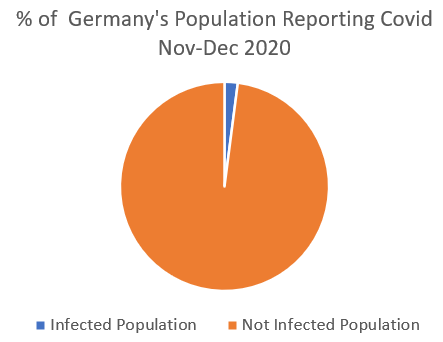 % of Germany's Population Reporting Covid
Nov-Dec 2020
Infected Population
Not Infected Population